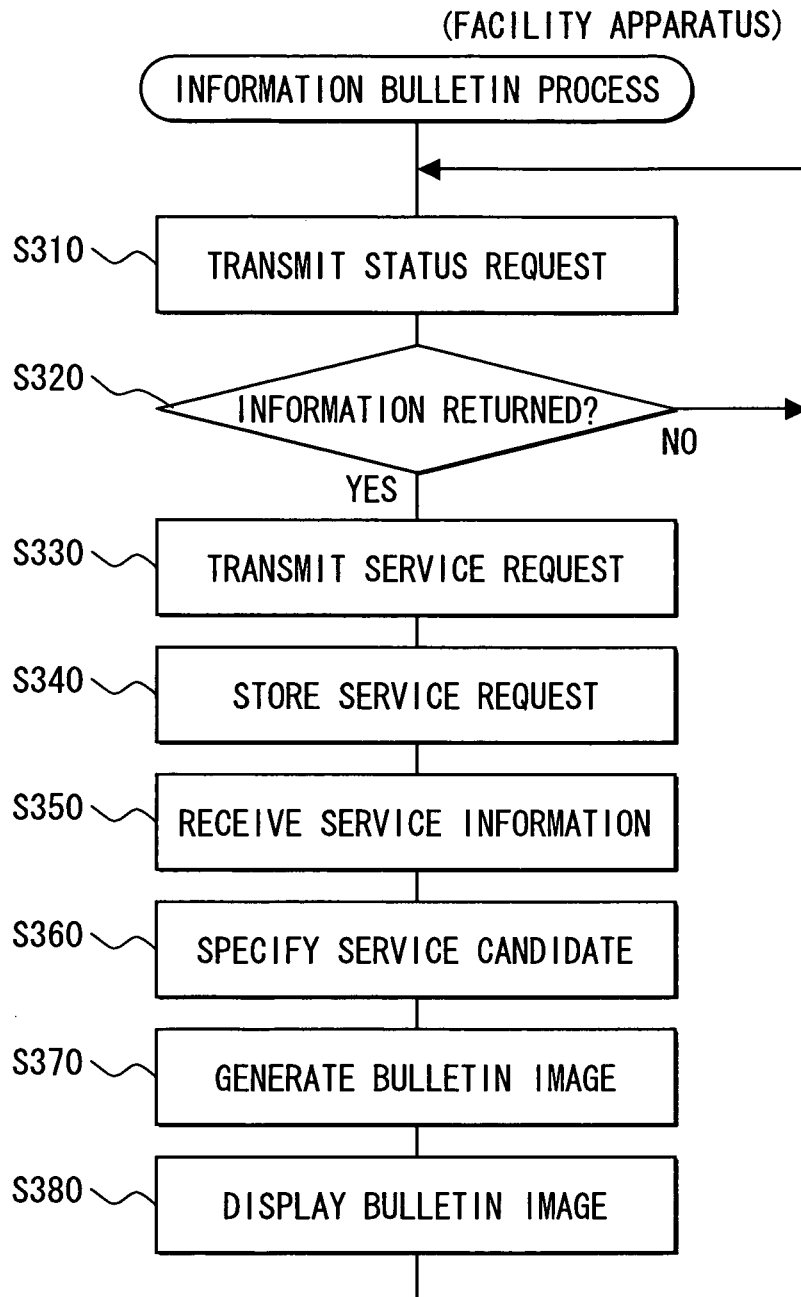 (FACILITY APPARATUS)
INFORMATION BULLETIN PROCESS
S310
TRANSMIT STATUS REQUEST
S320
INFORMATION RETURNED?
NO
YES
S330
TRANSMIT SERVICE REQUEST
S340
STORE SERVICE REQUEST
S350
RECEIVE SERVICE INFORMATION
S360
SPECIFY SERVICE CANDIDATE
S370
GENERATE BULLETIN IMAGE
S380
DISPLAY BULLETIN IMAGE